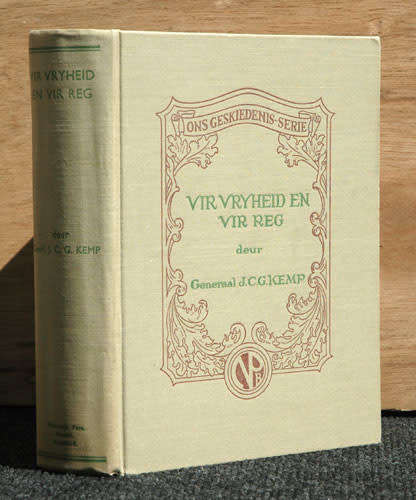 VIR VRYHEID
EN VIR REG
deur
J. C. G. KEMP
ONS GESKIEDENIS-SERIE
VIR VRYHEID EN
VIR REG
deur
Generaal J.C.G. KEMP